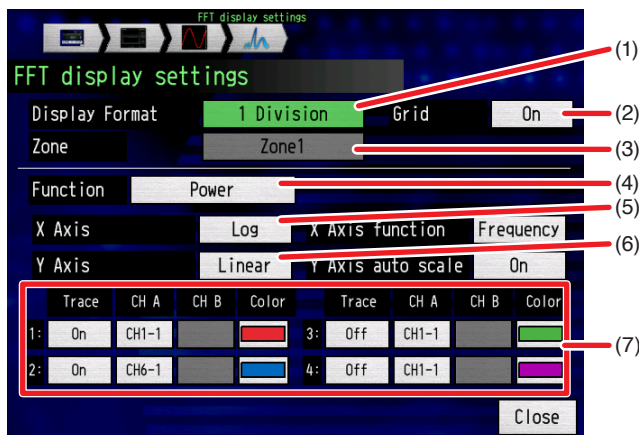 FFT display settings
FFT display settings
(1)
Display Format 1 Division Grid On (2)
Zone Zone1 (3)
Function Power (4)
(5)
X Axis Log X Axis function Frequency
(6)
Y Axis Linear Y Axis auto scale On
Trace CH A CH B Color Trace CH A CH B Color
1: On CH1-1 3: Off CH1-1
(7)
2: On CH6-1 4: Off CH1-1
Close